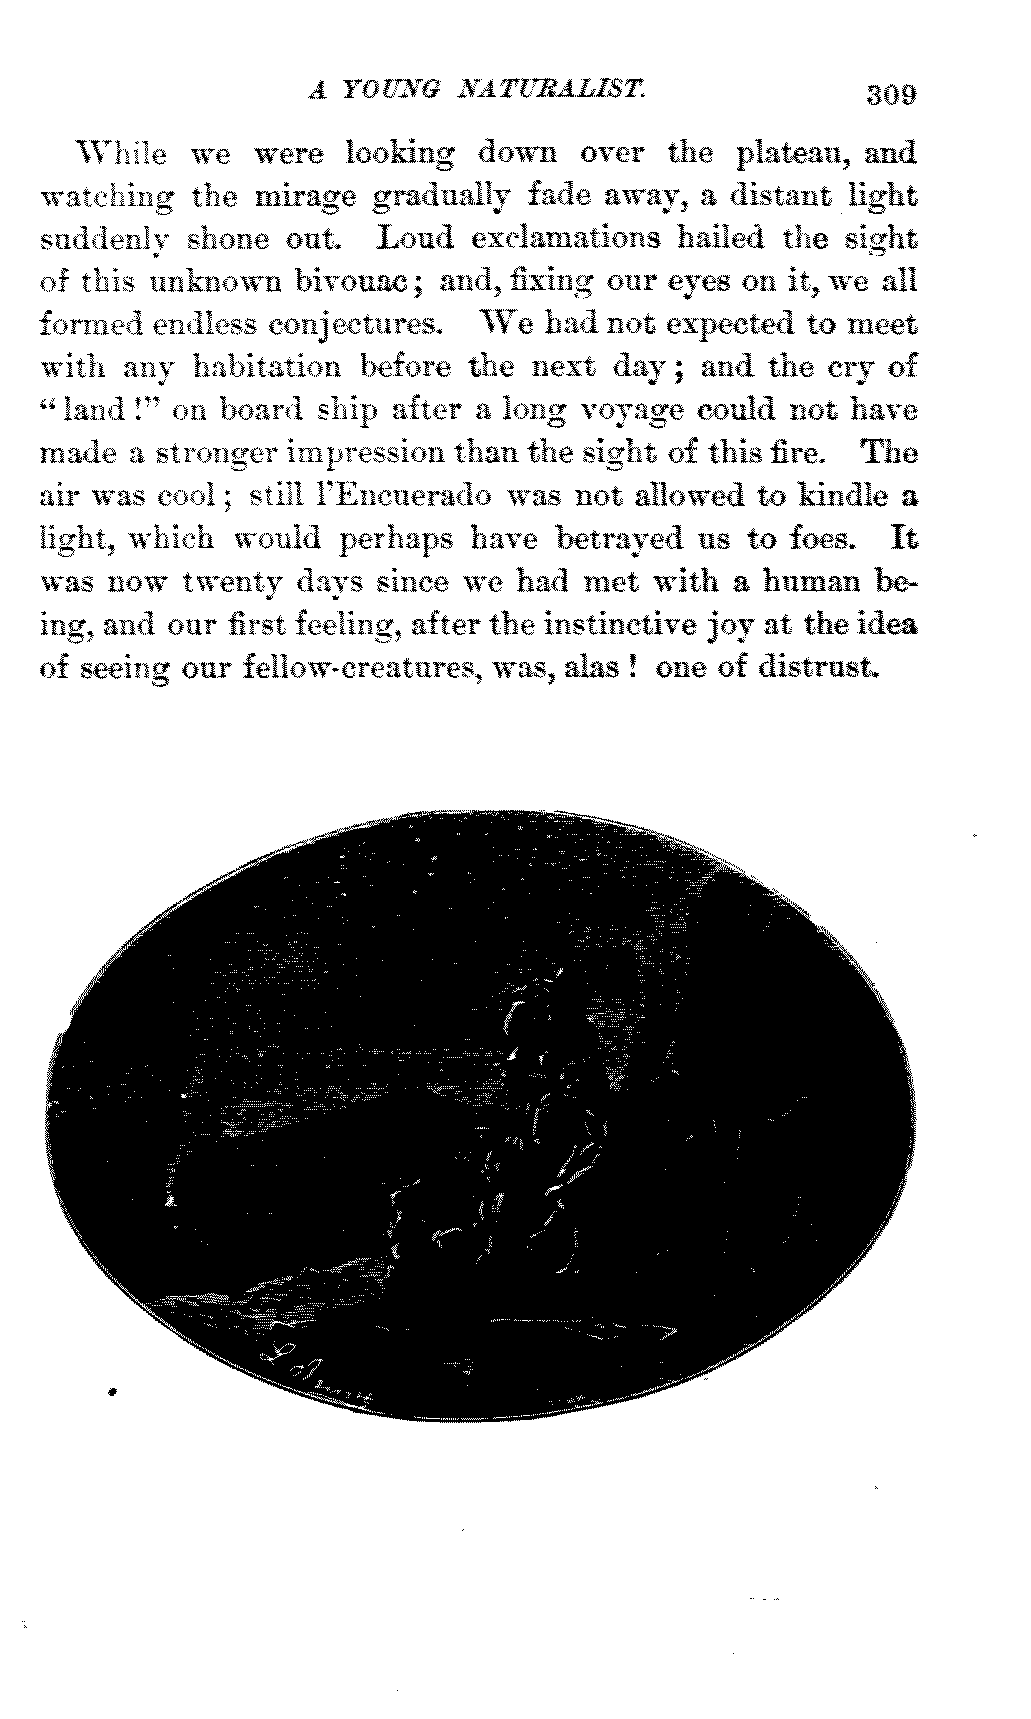 A YOUNG NATURALIST. 309
While we were looking down over the plateau, and
watching the mirage gradually fade away, a distant light
suddenly shone out. Loud exclamations hailed the sight
of this unknown bivouac; and, fixing our eyes on it, we all
formed endless conjectures. We had not expected to meet
with any habitation before the next day; and the cry of
"land!" on board ship after a long voyage could not have
made a stronger impression than the sight of this fire. The
air was cool; still l'Encuerado was not allowed to kindle a
light, which would perhaps have betrayed us to foes. It
was now twenty days since we had met with a human be-
ing, and our first feeling, after the instinctive joy at the idea
of seeing our fellow-creatures, was, alas! one of distrust.